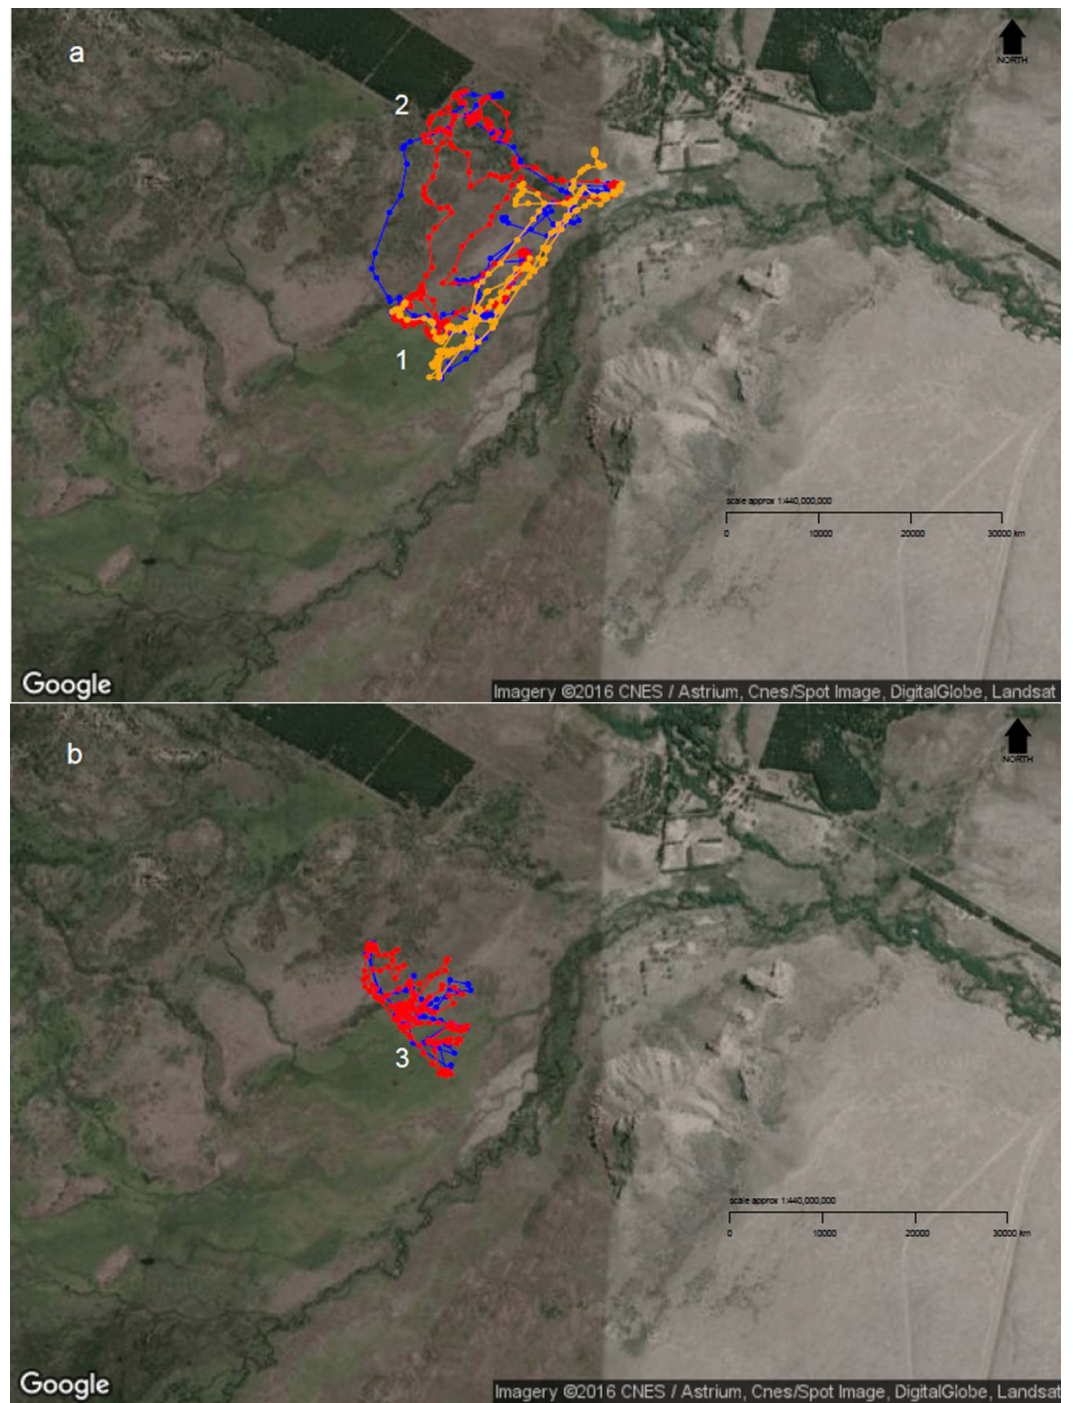 a
NORTH
2
1
scale approx 1:440,000,000
0 10000 20000 30000 km
Google
Imagery ©2016 CNES / Astrium, Cnes/Spot Image, DigitalGlobe, Landsat
b
NORTH
3
scale approx 1:440,000,000
0 10000 20000 30000 km
Google
Imagery ©2016 CNES / Astrium, Cnes/Spot Image, DigitalGlobe, Landsat